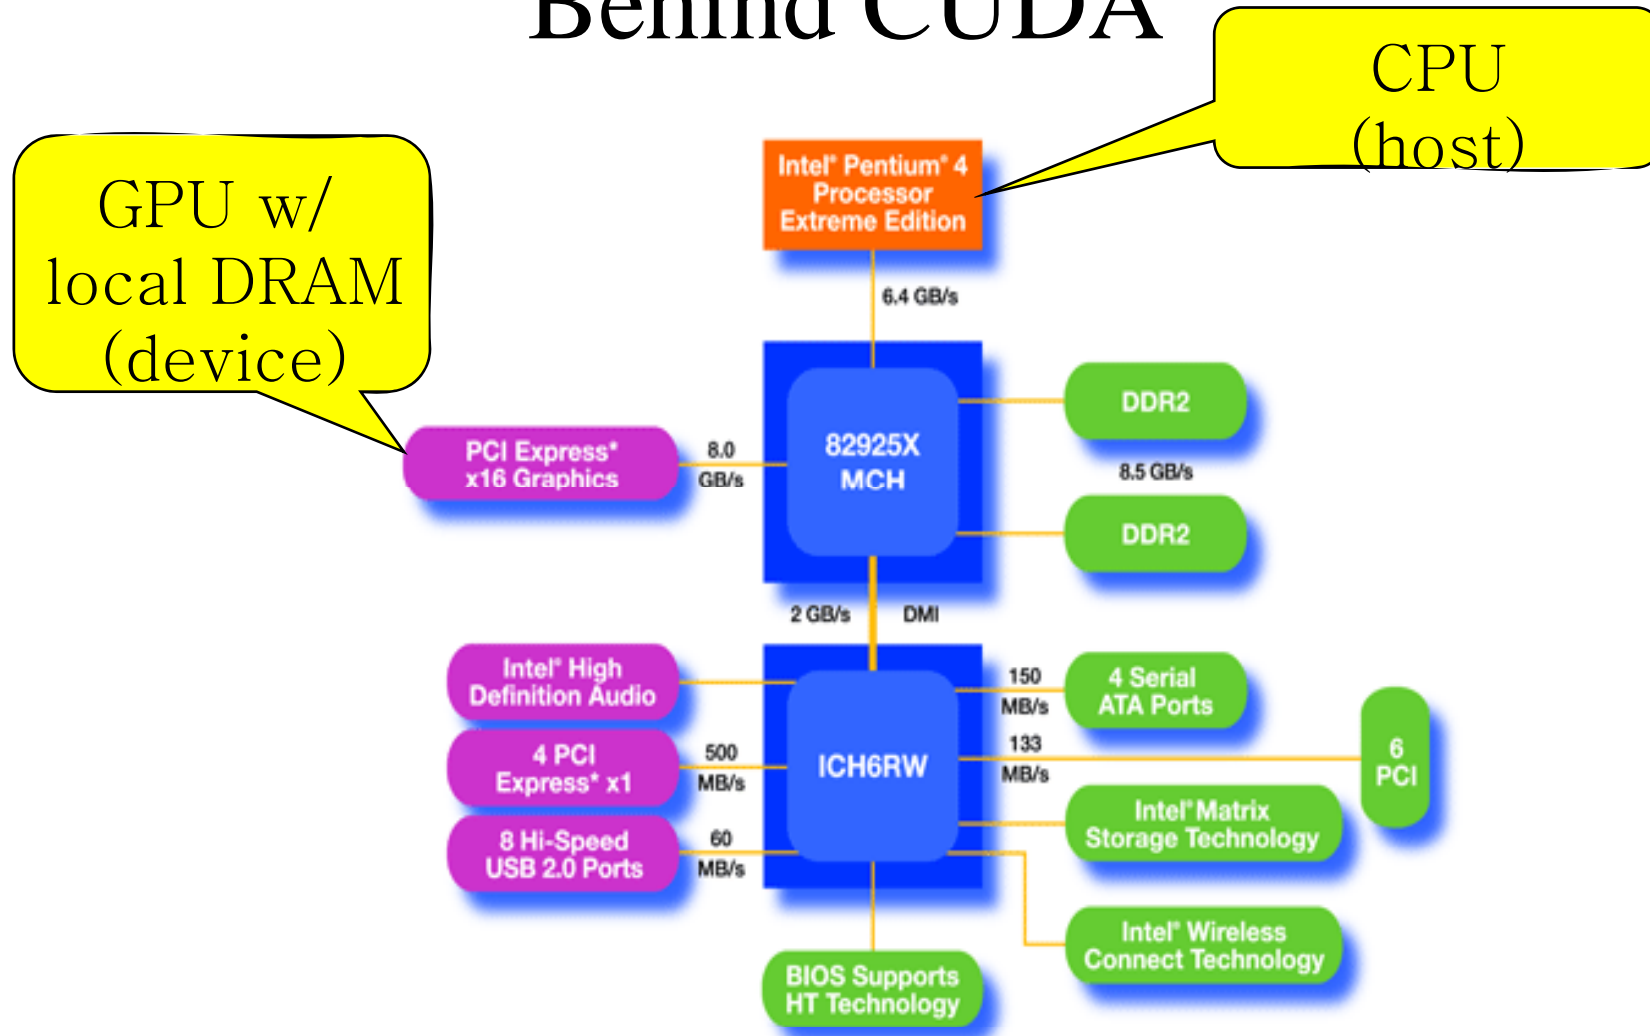 Behind CUDA
CPU
(host)
GPU w/
local DRAM
(device)
Intel® Pentium® 4
Processor
Extreme Edition
6.4 GB/s
PCI Express*
x16 Graphics
8.0
GB/s
82925X
MCH
DDR2
8.5 GB/s
DDR2
2 GB/s DMI
Intel® High
Definition Audio
4 PCI
Express* x1
500
MB/s
8 Hi-Speed
USB 2.0 Ports
60
MB/s
ICH6RW
150
MB/s
4 Serial
ATA Ports
133
MB/s
6
PCI
Intel® Matrix
Storage Technology
Intel® Wireless
Connect Technology
BIOS Supports
HT Technology